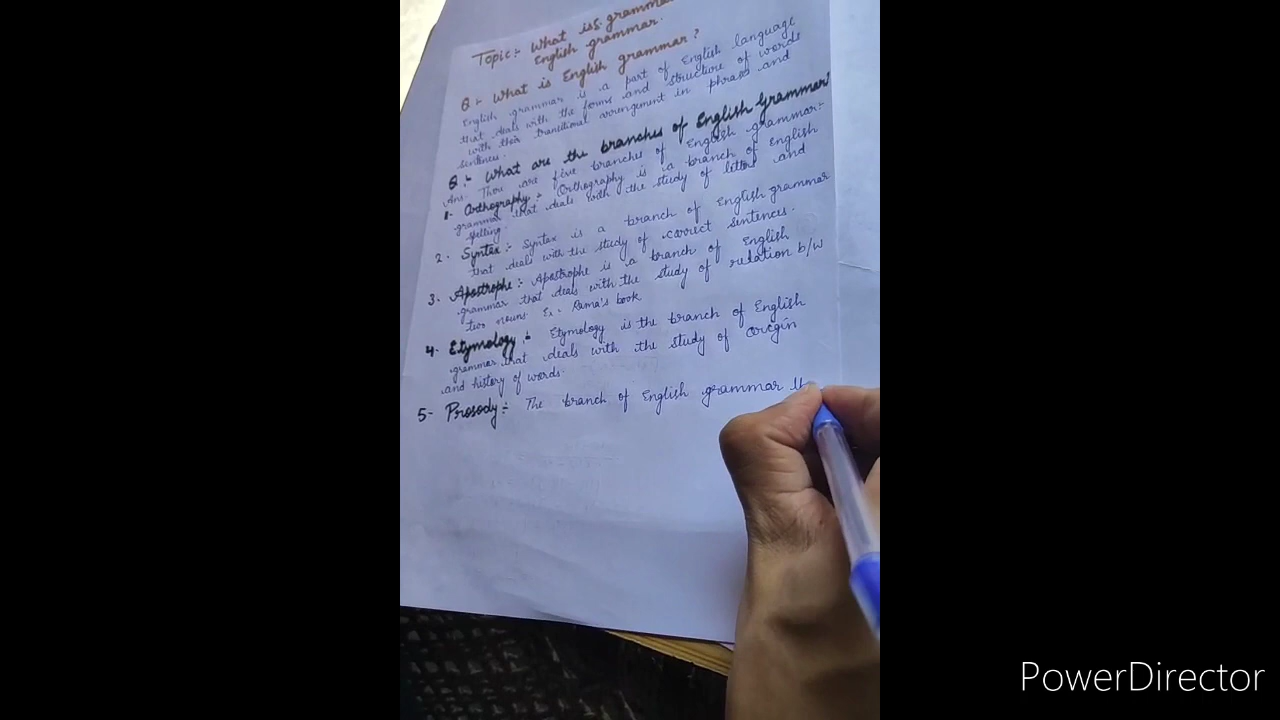 Topic:- What is grammar
English grammar.
Q:- What is English grammar?
English grammar is a part of English language
that deals with the forms and structure of words
with their transitional arrangement in phrases and
sentences.
Q:- What are the branches of English Grammar?
Ans- There are five branches of English grammar:-
1- Orthography:- Orthography is a branch of English
grammar that deals with the study of letters and
spelling.
2- Syntax:- Syntax is a branch of English grammar
that deals with the study of correct sentences.
3- Apostrophe:- Apostrophe is a branch of English
grammar that deals with the study of relation b/w
two nouns. Ex:- Rama's book
4- Etymology:- Etymology is the branch of English
grammar that deals with the study of origin
and history of words.
5- Prosody:- The branch of English grammar th
PowerDirector